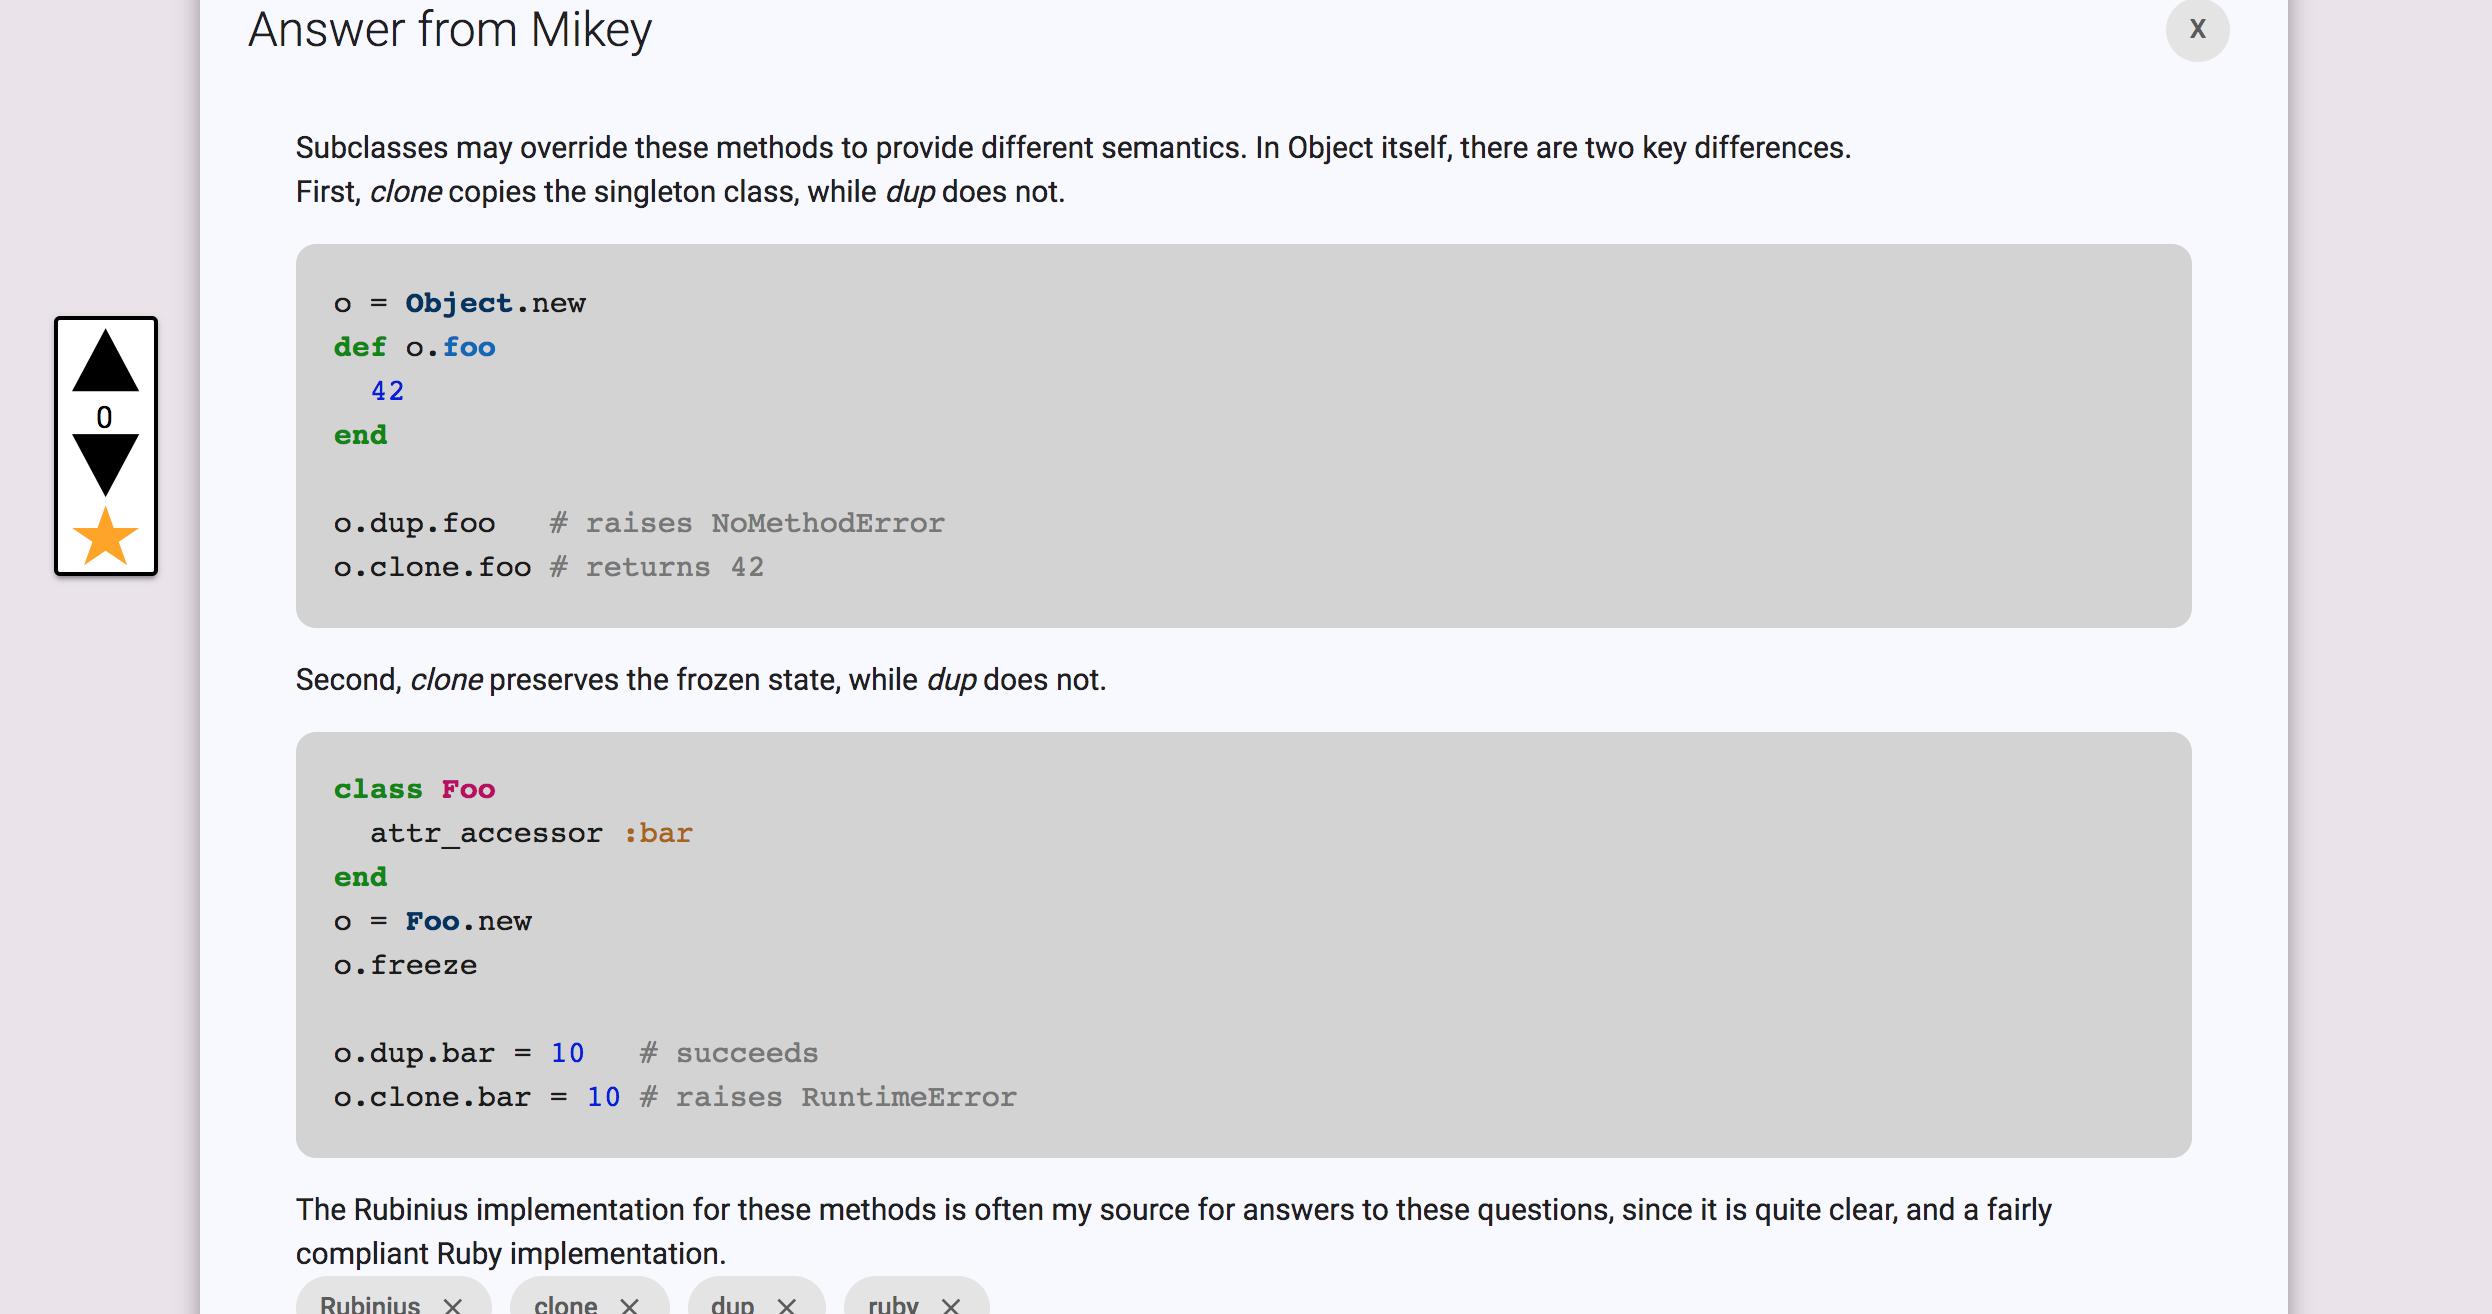 Answer from Mikey
X
Subclasses may override these methods to provide different semantics. In Object itself, there are two key differences.
First, clone copies the singleton class, while dup does not.
o = Object.new
def o.foo
  42
end
0
o.dup.foo   # raises NoMethodError
o.clone.foo # returns 42
Second, clone preserves the frozen state, while dup does not.
class Foo
  attr_accessor :bar
end
o = Foo.new
o.freeze
o.dup.bar = 10   # succeeds
o.clone.bar = 10 # raises RuntimeError
The Rubinius implementation for these methods is often my source for answers to these questions, since it is quite clear, and a fairly
compliant Ruby implementation.
Rubinius × clone × dup × ruby ×